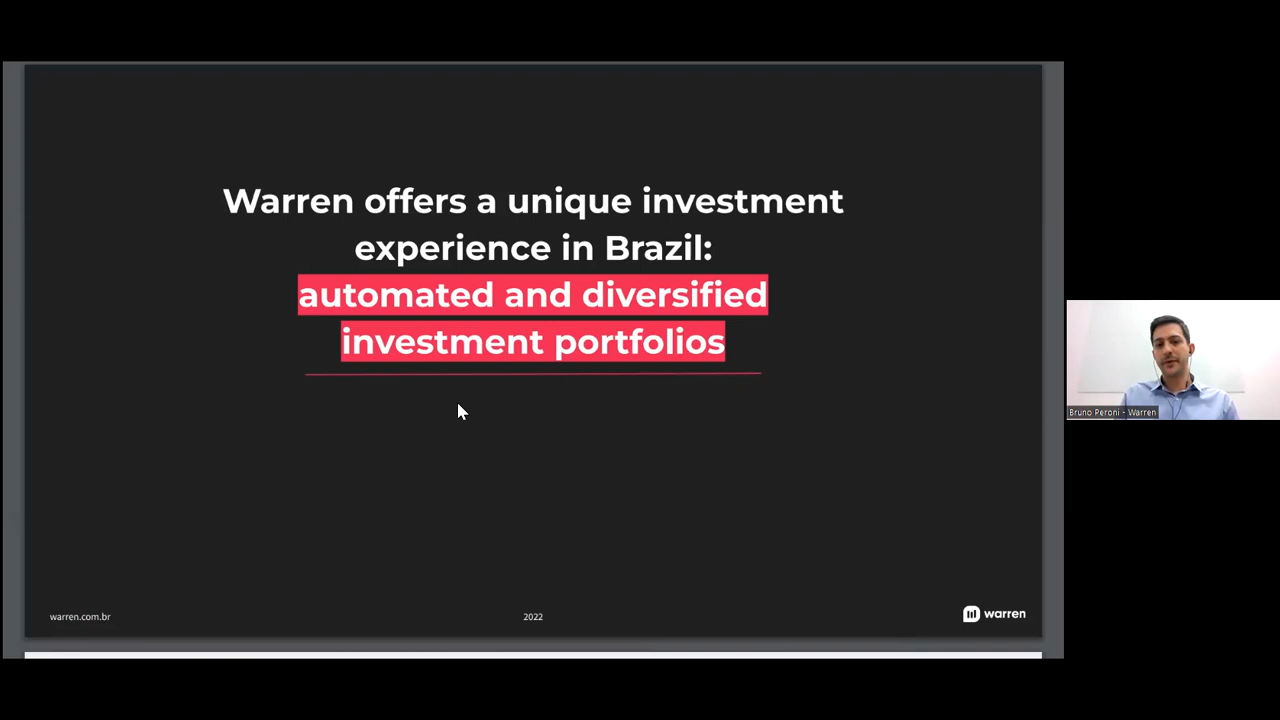 Warren offers a unique investment
experience in Brazil:
automated and diversified
investment portfolios
Bruno Peroni - Warren
warren.com.br
2022
warren